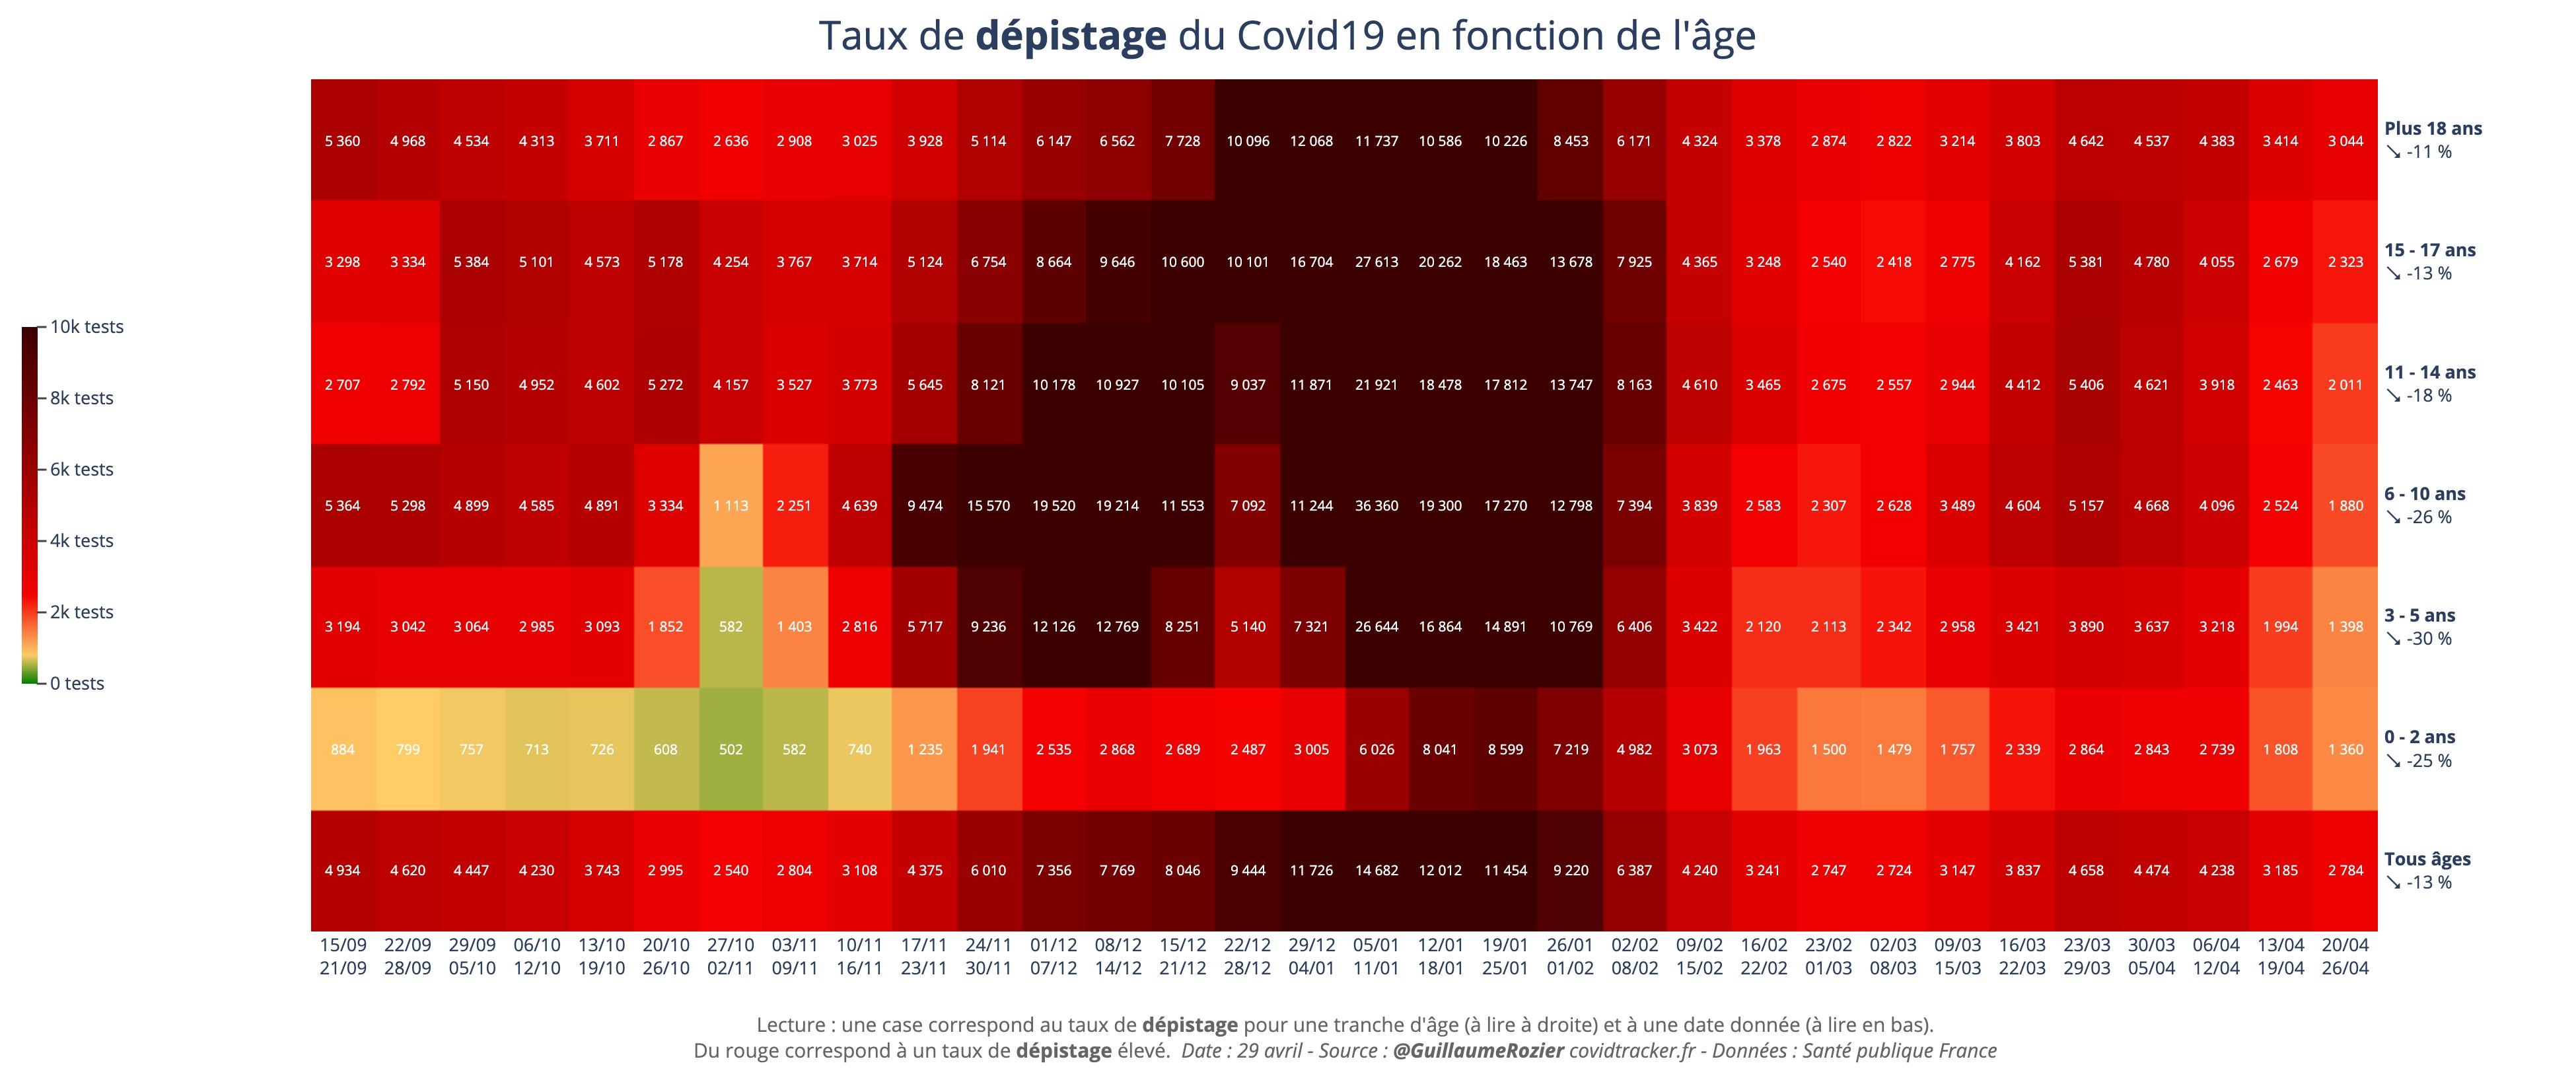 Taux de dépistage du Covid19 en fonction de l'âge
10k tests
8k tests
6k tests
4k tests
2k tests
0 tests
5 360 4 968 4 534 4 313 3 711 2 867 2 636 2 908 3 025 3 928 5 114 6 147 6 562 7 728 10 096 12 068 11 737 10 586 10 226 8 453 6 171 4 324 3 378 2 874 2 822 3 214 3 803 4 642 4 537 4 383 3 414 3 044
Plus 18 ans
↘ -11 %
3 298 3 334 5 384 5 101 4 573 5 178 4 254 3 767 3 714 5 124 6 754 8 664 9 646 10 600 10 101 16 704 27 613 20 262 18 463 13 678 7 925 4 365 3 248 2 540 2 418 2 775 4 162 5 381 4 780 4 055 2 679 2 323
15 - 17 ans
↘ -13 %
2 707 2 792 5 150 4 952 4 602 5 272 4 157 3 527 3 773 5 645 8 121 10 178 10 927 10 105 9 037 11 871 21 921 18 478 17 812 13 747 8 163 4 610 3 465 2 675 2 557 2 944 4 412 5 406 4 621 3 918 2 463 2 011
11 - 14 ans
↘ -18 %
5 364 5 298 4 899 4 585 4 891 3 334 1 113 2 251 4 639 9 474 15 570 19 520 19 214 11 553 7 092 11 244 36 360 19 300 17 270 12 798 7 394 3 839 2 583 2 307 2 628 3 489 4 604 5 157 4 668 4 096 2 524 1 880
6 - 10 ans
↘ -26 %
3 194 3 042 3 064 2 985 3 093 1 852 582 1 403 2 816 5 717 9 236 12 126 12 769 8 251 5 140 7 321 26 644 16 864 14 891 10 769 6 406 3 422 2 120 2 113 2 342 2 958 3 421 3 890 3 637 3 218 1 994 1 398
3 - 5 ans
↘ -30 %
884 799 757 713 726 608 502 582 740 1 235 1 941 2 535 2 868 2 689 2 487 3 005 6 026 8 041 8 599 7 219 4 982 3 073 1 963 1 500 1 479 1 757 2 339 2 864 2 843 2 739 1 808 1 360
0 - 2 ans
↘ -25 %
4 934 4 620 4 447 4 230 3 743 2 995 2 540 2 804 3 108 4 375 6 010 7 356 7 769 8 046 9 444 11 726 14 682 12 012 11 454 9 220 6 387 4 240 3 241 2 747 2 724 3 147 3 837 4 658 4 474 4 238 3 185 2 784
Tous âges
↘ -13 %
15/09 22/09 29/09 06/10 13/10 20/10 27/10 03/11 10/11 17/11 24/11 01/12 08/12 15/12 22/12 29/12 05/01 12/01 19/01 26/01 02/02 09/02 16/02 23/02 02/03 09/03 16/03 23/03 30/03 06/04 13/04 20/04
21/09 28/09 05/10 12/10 19/10 26/10 02/11 09/11 16/11 23/11 30/11 07/12 14/12 21/12 28/12 04/01 11/01 18/01 25/01 01/02 08/02 15/02 22/02 01/03 08/03 15/03 22/03 29/03 05/04 12/04 19/04 26/04
Lecture : une case correspond au taux de dépistage pour une tranche d'âge (à lire à droite) et à une date donnée (à lire en bas).
Du rouge correspond à un taux de dépistage élevé. Date : 29 avril - Source : @GuillaumeRozier covidtracker.fr - Données : Santé publique France